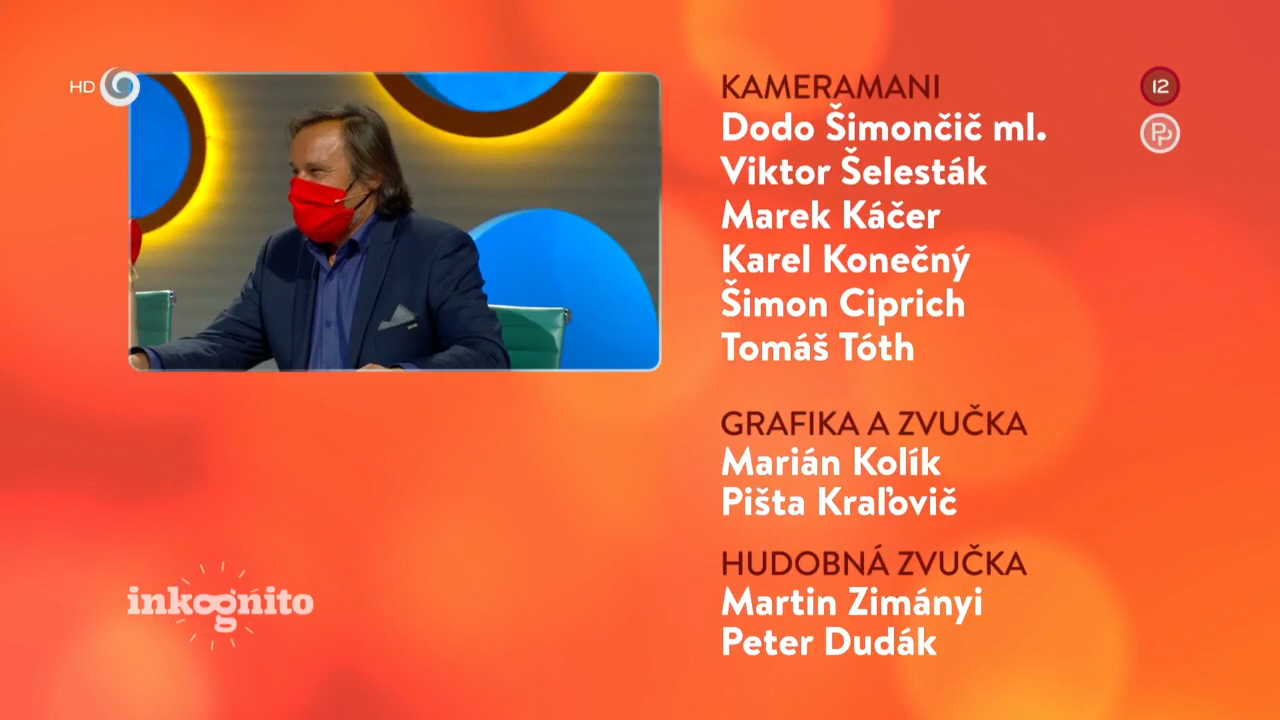 HD
12
PP
KAMERAMANI
Dodo Šimončič ml.
Viktor Šelesták
Marek Káčer
Karel Konečný
Šimon Ciprich
Tomáš Tóth
GRAFIKA A ZVUČKA
Marián Kolík
Pišta Kraľovič
HUDOBNÁ ZVUČKA
Martin Zimányi
Peter Dudák
inkognito